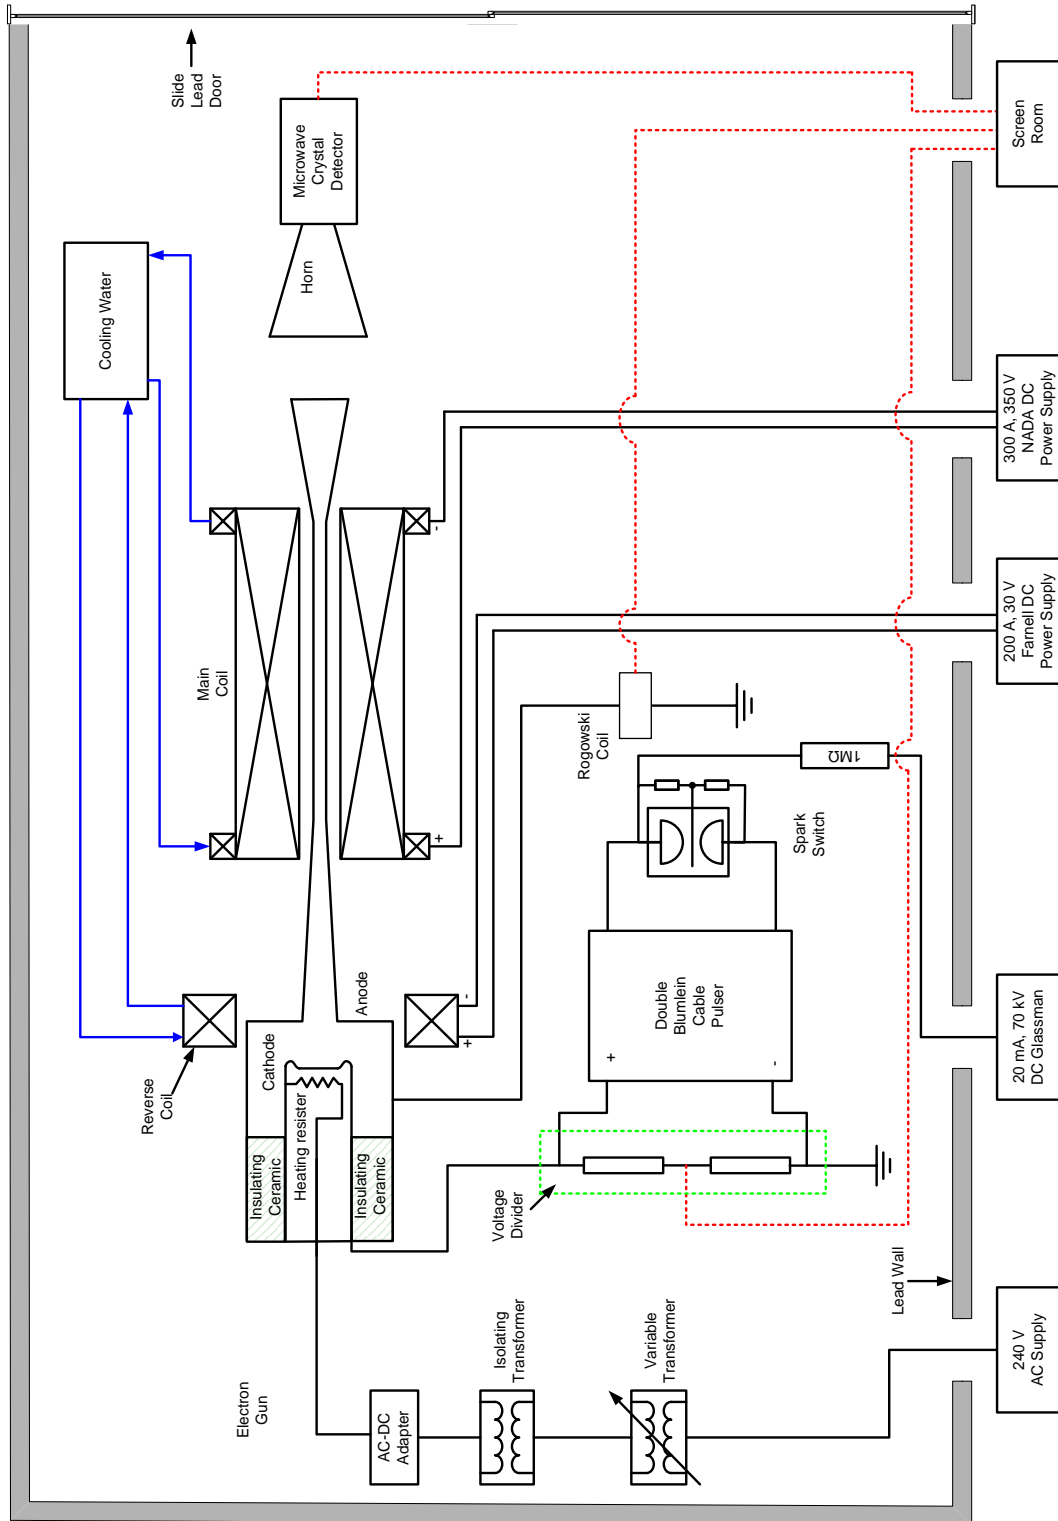 Slide
Lead
Door
Microwave
Crystal
Detector
Screen
Room
Horn
Cooling Water
300 A, 350 V
NADA DC
Power Supply
200 A, 30 V
Farnell DC
Power Supply
Main
Coil
-
+
Rogowski
Coil
1MΩ
Spark
Switch
Double
Blumlein
Cable
Pulser
+
-
Anode
-
+
Reverse
Coil
Cathode
Heating resister
Insulating
Ceramic
Insulating
Ceramic
Voltage
Divider
20 mA, 70 kV
DC Glassman
Lead Wall
240 V
AC Supply
Isolating
Transformer
Variable
Transformer
AC-DC
Adapter
Electron
Gun